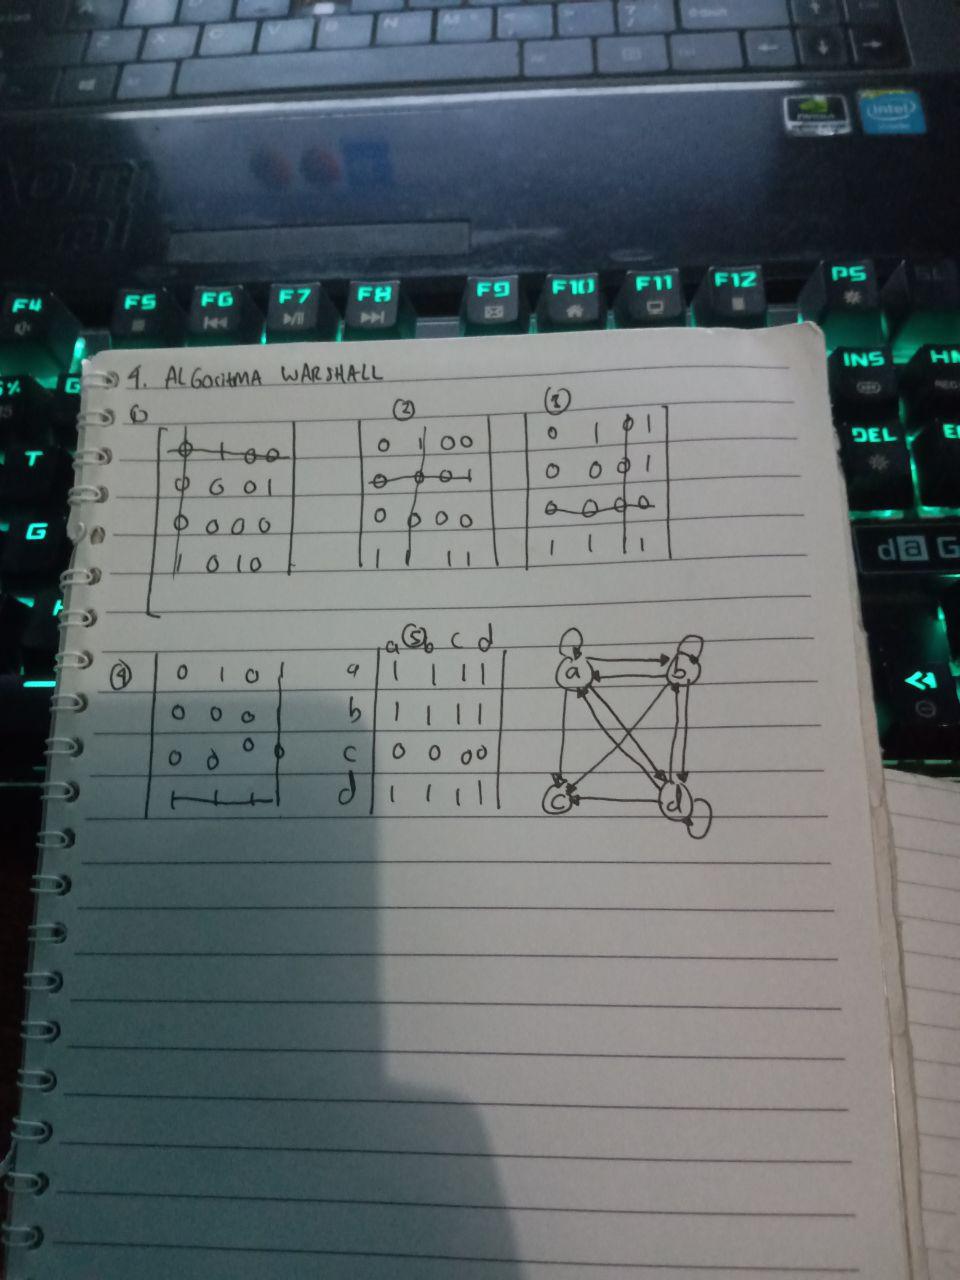 Z X C V B N M
NVIDIA intel
F4 F5 F6 F7 F8 F9 F10 F11 F12 PS
INS
DEL
T
G
4. ALGORITMA WARSHALL
① ② ③
0 1 0 0   0 1 0 0   0 1 0 1
0 0 0 1   0 0 0 1   0 0 0 1
0 0 0 0   0 0 0 0   0 0 0 0
1 0 1 0   1 1 1 1   1 1 1 1
④ ⑤
a b c d
0 1 0 1   a 1 1 1 1   a b
0 0 0   b 1 1 1 1
0 0 0 0   c 0 0 0 0
1 1 1   d 1 1 1 1   c d